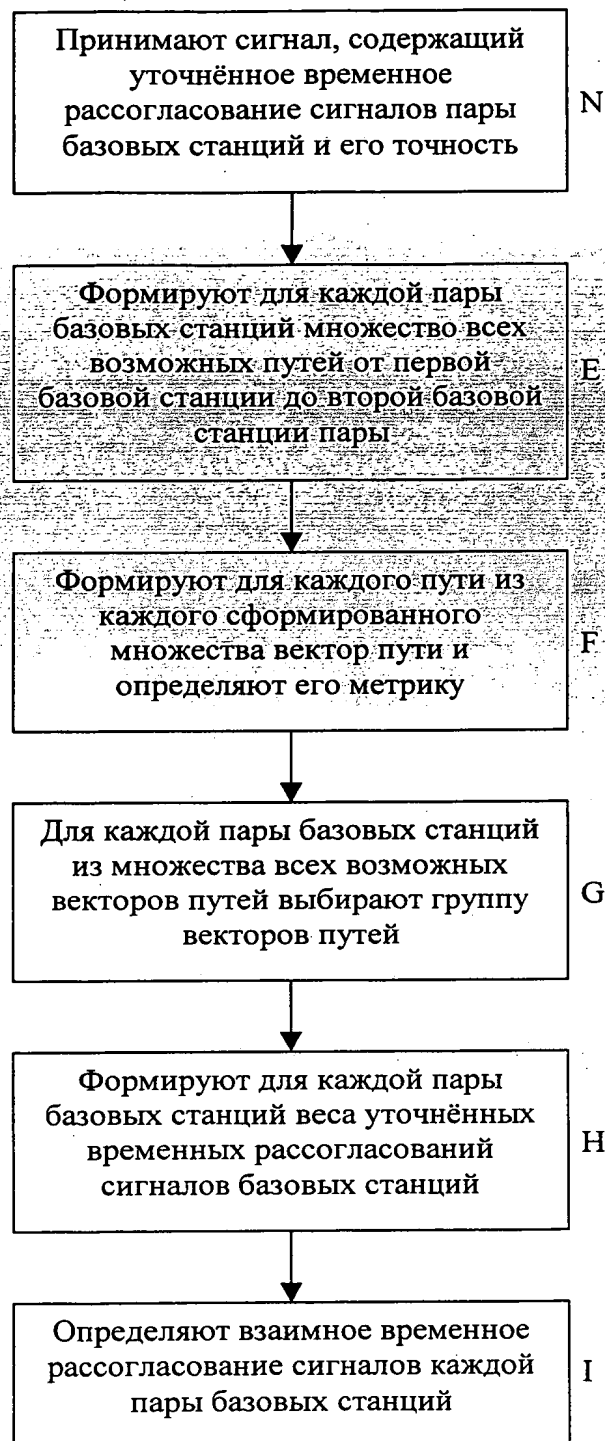 Принимают сигнал, содержащий
уточнённое временное
рассогласование сигналов пары
базовых станций и его точность
N
Формируют для каждой пары
базовых станций множество всех
возможных путей от первой
базовой станции до второй базовой
станции пары
E
Формируют для каждого пути из
каждого сформированного
множества вектор пути и
определяют его метрику
F
Для каждой пары базовых станций
из множества всех возможных
векторов путей выбирают группу
векторов путей
G
Формируют для каждой пары
базовых станций веса уточнённых
временных рассогласований
сигналов базовых станций
H
Определяют взаимное временное
рассогласование сигналов каждой
пары базовых станций
I